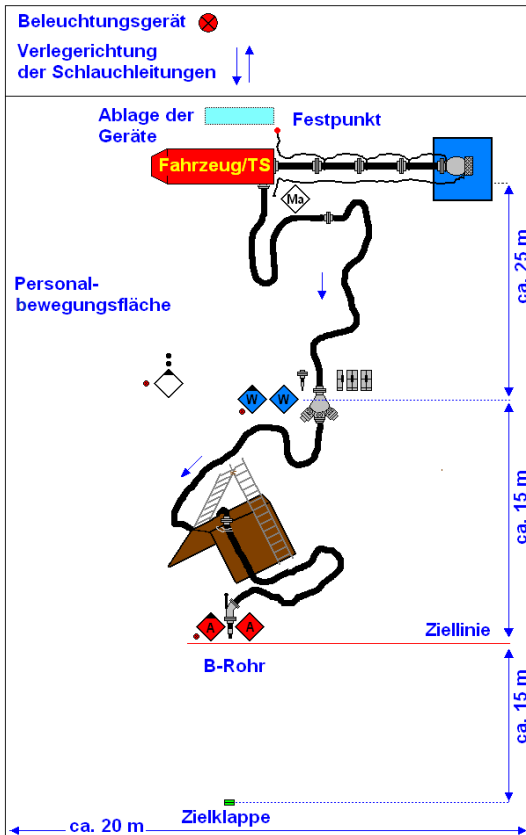 Beleuchtungsgerät
Verlegerichtung
der Schlauchleitungen
Ablage der
Geräte
Festpunkt
Fahrzeug/TS
Ma
ca. 25 m
Personal-
bewegungsfläche
W
W
ca. 15 m
A
A
Ziellinie
B-Rohr
ca. 15 m
Zielklappe
ca. 20 m